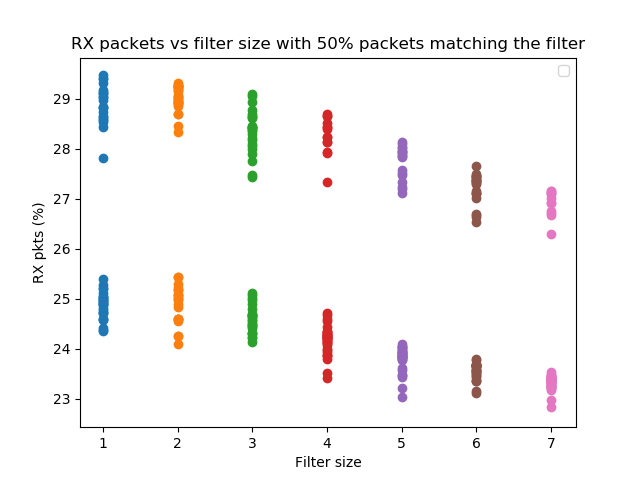 RX packets vs filter size with 50% packets matching the filter
29
28
27
26
25
24
23
RX pkts (%)
1 2 3 4 5 6 7
Filter size